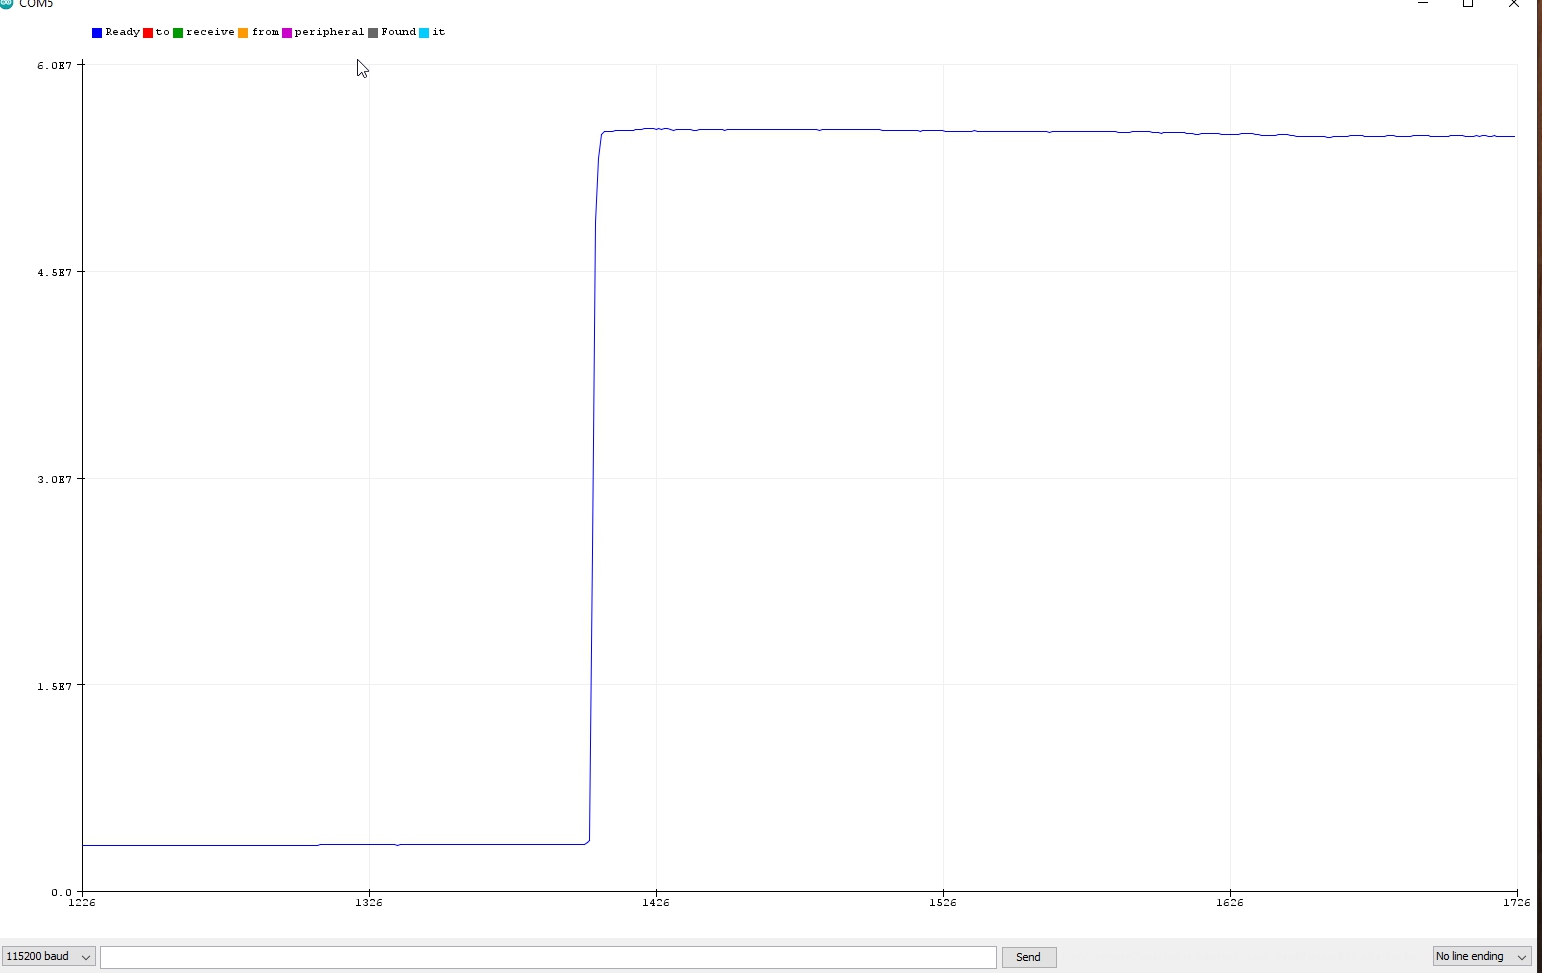 COM5
Ready to receive from peripheral Found it
6.0E7
4.5E7
3.0E7
1.5E7
0.0
1226 1326 1426 1526 1626 1726
115200 baud Send No line ending